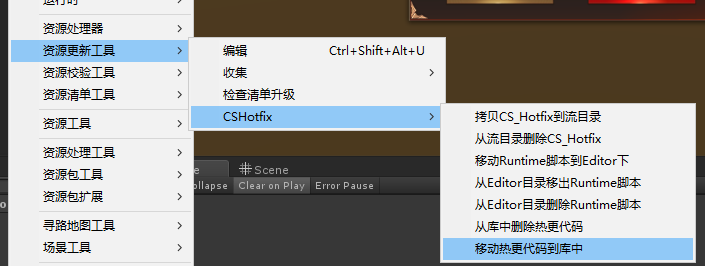 运行时
资源处理器
资源更新工具
资源校验工具
资源清单工具
资源工具
资源处理工具
资源包工具
资源包扩展
寻路地图工具
场景工具
编辑 Ctrl+Shift+Alt+U
收集
检查清单升级
CSHotfix
拷贝CS_Hotfix到流目录
从流目录删除CS_Hotfix
移动Runtime脚本到Editor下
从Editor目录移出Runtime脚本
从Editor目录删除Runtime脚本
从库中删除热更代码
移动热更代码到库中
Scene
Clear on Play
Error Pause